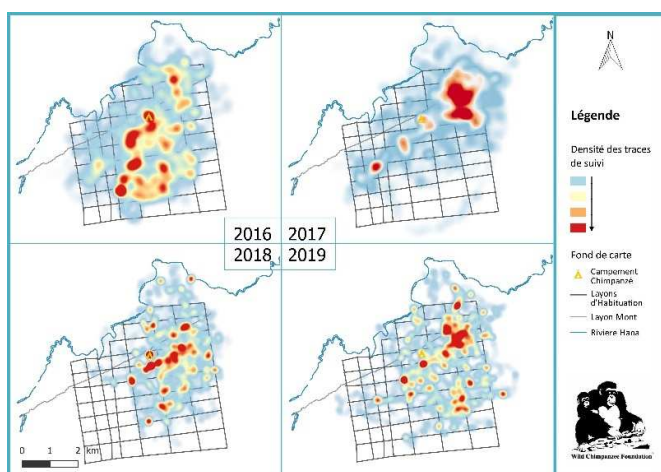 2016 2017
2018 2019
0 1 2 km
N
Légende
Densité des traces
de suivi
Fond de carte
Campement
Chimpanzé
Layons
d'Habituation
Layon Mont
Rivière Hana
Wild Chimpanzee Foundation